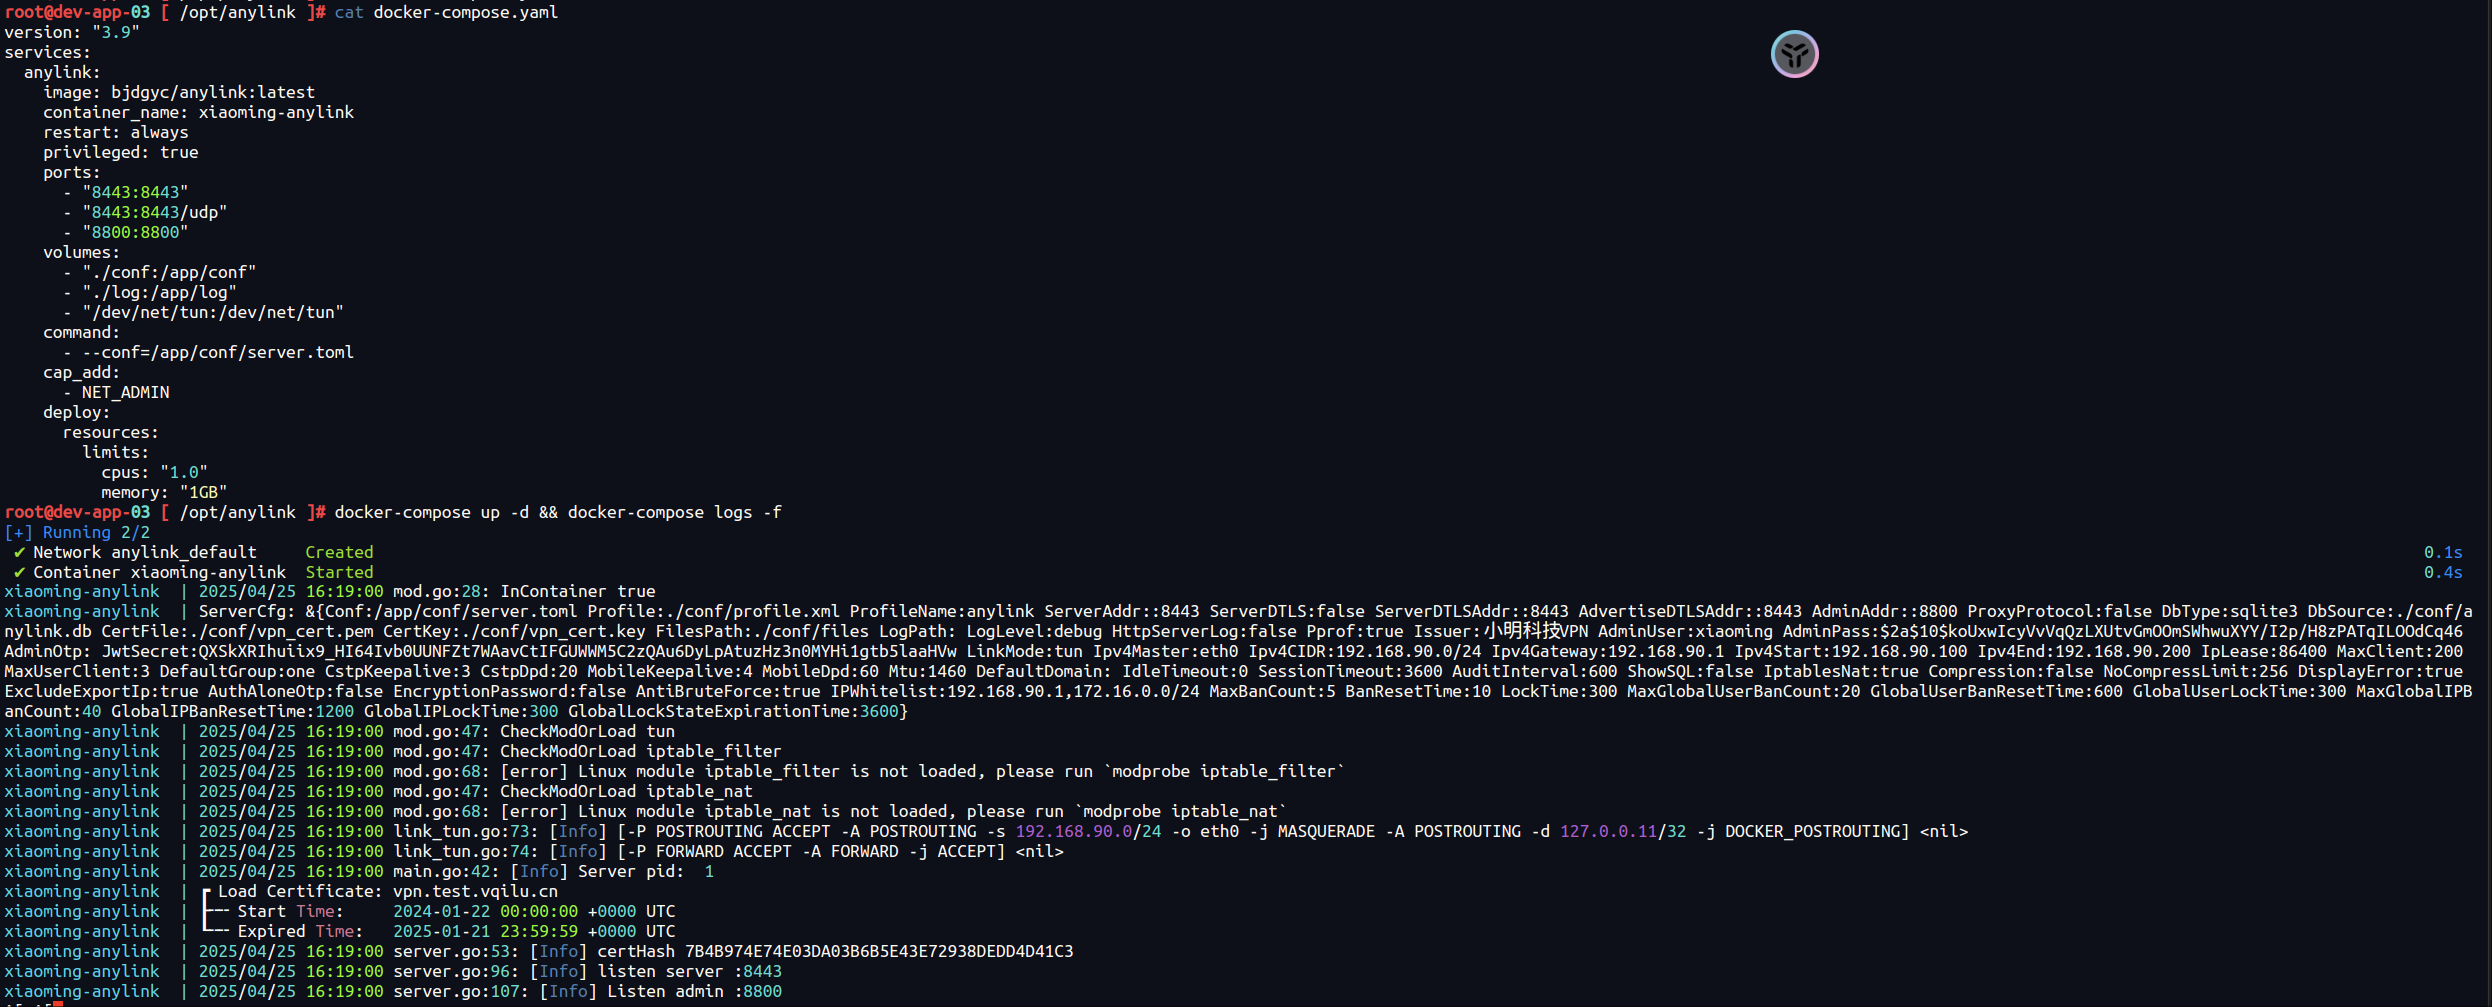 root@dev-app-03 [ /opt/anylink ]# cat docker-compose.yaml
version: "3.9"
services:
  anylink:
    image: bjdgyc/anylink:latest
    container_name: xiaoming-anylink
    restart: always
    privileged: true
    ports:
      - "8443:8443"
      - "8443:8443/udp"
      - "8800:8800"
    volumes:
      - "./conf:/app/conf"
      - "./log:/app/log"
      - "/dev/net/tun:/dev/net/tun"
    command:
      - --conf=/app/conf/server.toml
    cap_add:
      - NET_ADMIN
    deploy:
      resources:
        limits:
          cpus: "1.0"
          memory: "1GB"
root@dev-app-03 [ /opt/anylink ]# docker-compose up -d && docker-compose logs -f
[+] Running 2/2
 ✔ Network anylink_default     Created 0.1s
 ✔ Container xiaoming-anylink  Started 0.4s
xiaoming-anylink  | 2025/04/25 16:19:00 mod.go:28: InContainer true
xiaoming-anylink  | ServerCfg: &{Conf:/app/conf/server.toml Profile:./conf/profile.xml ProfileName:anylink ServerAddr::8443 ServerDTLS:false ServerDTLSAddr::8443 AdvertiseDTLSAddr::8443 AdminAddr::8800 ProxyProtocol:false DbType:sqlite3 DbSource:./conf/a
nylink.db CertFile:./conf/vpn_cert.pem CertKey:./conf/vpn_cert.key FilesPath:./conf/files LogPath: LogLevel:debug HttpServerLog:false Pprof:true Issuer:小明科技VPN AdminUser:xiaoming AdminPass:$2a$10$koUxwIcyVvVqQzLXUtvGmOOmSWhwuXYY/I2p/H8zPATqILOOdCq46
AdminOtp: JwtSecret:QXSkXRIhuiix9_HI64Ivb0UUNFZt7WAavCtIFGUWWM5C2zQAu6DyLpAtuzHz3n0MYHi1gtb5laaHVw LinkMode:tun Ipv4Master:eth0 Ipv4CIDR:192.168.90.0/24 Ipv4Gateway:192.168.90.1 Ipv4Start:192.168.90.100 Ipv4End:192.168.90.200 IpLease:86400 MaxClient:200
MaxUserClient:3 DefaultGroup:one CstpKeepalive:3 CstpDpd:20 MobileKeepalive:4 MobileDpd:60 Mtu:1460 DefaultDomain: IdleTimeout:0 SessionTimeout:3600 AuditInterval:600 ShowSQL:false IptablesNat:true Compression:false NoCompressLimit:256 DisplayError:true
ExcludeExportIp:true AuthAloneOtp:false EncryptionPassword:false AntiBruteForce:true IPWhitelist:192.168.90.1,172.16.0.0/24 MaxBanCount:5 BanResetTime:10 LockTime:300 MaxGlobalUserBanCount:20 GlobalUserBanResetTime:600 GlobalUserLockTime:300 MaxGlobalIPB
anCount:40 GlobalIPBanResetTime:1200 GlobalIPLockTime:300 GlobalLockStateExpirationTime:3600}
xiaoming-anylink  | 2025/04/25 16:19:00 mod.go:47: CheckModOrLoad tun
xiaoming-anylink  | 2025/04/25 16:19:00 mod.go:47: CheckModOrLoad iptable_filter
xiaoming-anylink  | 2025/04/25 16:19:00 mod.go:68: [error] Linux module iptable_filter is not loaded, please run `modprobe iptable_filter`
xiaoming-anylink  | 2025/04/25 16:19:00 mod.go:47: CheckModOrLoad iptable_nat
xiaoming-anylink  | 2025/04/25 16:19:00 mod.go:68: [error] Linux module iptable_nat is not loaded, please run `modprobe iptable_nat`
xiaoming-anylink  | 2025/04/25 16:19:00 link_tun.go:73: [Info] [-P POSTROUTING ACCEPT -A POSTROUTING -s 192.168.90.0/24 -o eth0 -j MASQUERADE -A POSTROUTING -d 127.0.0.11/32 -j DOCKER_POSTROUTING] <nil>
xiaoming-anylink  | 2025/04/25 16:19:00 link_tun.go:74: [Info] [-P FORWARD ACCEPT -A FORWARD -j ACCEPT] <nil>
xiaoming-anylink  | 2025/04/25 16:19:00 main.go:42: [Info] Server pid:  1
xiaoming-anylink  | ┏ Load Certificate: vpn.test.vqilu.cn
xiaoming-anylink  | ┠╌╌ Start Time:     2024-01-22 00:00:00 +0000 UTC
xiaoming-anylink  | ┖╌╌ Expired Time:   2025-01-21 23:59:59 +0000 UTC
xiaoming-anylink  | 2025/04/25 16:19:00 server.go:53: [Info] certHash 7B4B974E74E03DA03B6B5E43E72938DEDD4D41C3
xiaoming-anylink  | 2025/04/25 16:19:00 server.go:96: [Info] listen server :8443
xiaoming-anylink  | 2025/04/25 16:19:00 server.go:107: [Info] Listen admin :8800